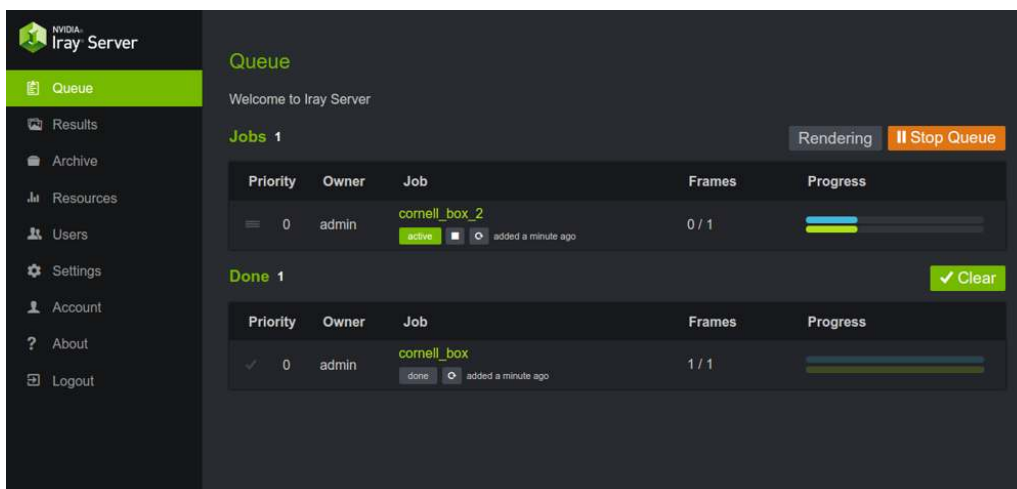 NVIDIA.
Iray Server
Queue
Results
Archive
Resources
Users
Settings
Account
About
Logout
Queue
Welcome to Iray Server
Jobs 1
Rendering
Stop Queue
Priority Owner Job Frames Progress
0 admin cornell_box_2 0 / 1
active added a minute ago
Done 1
Clear
Priority Owner Job Frames Progress
0 admin cornell_box 1 / 1
done added a minute ago